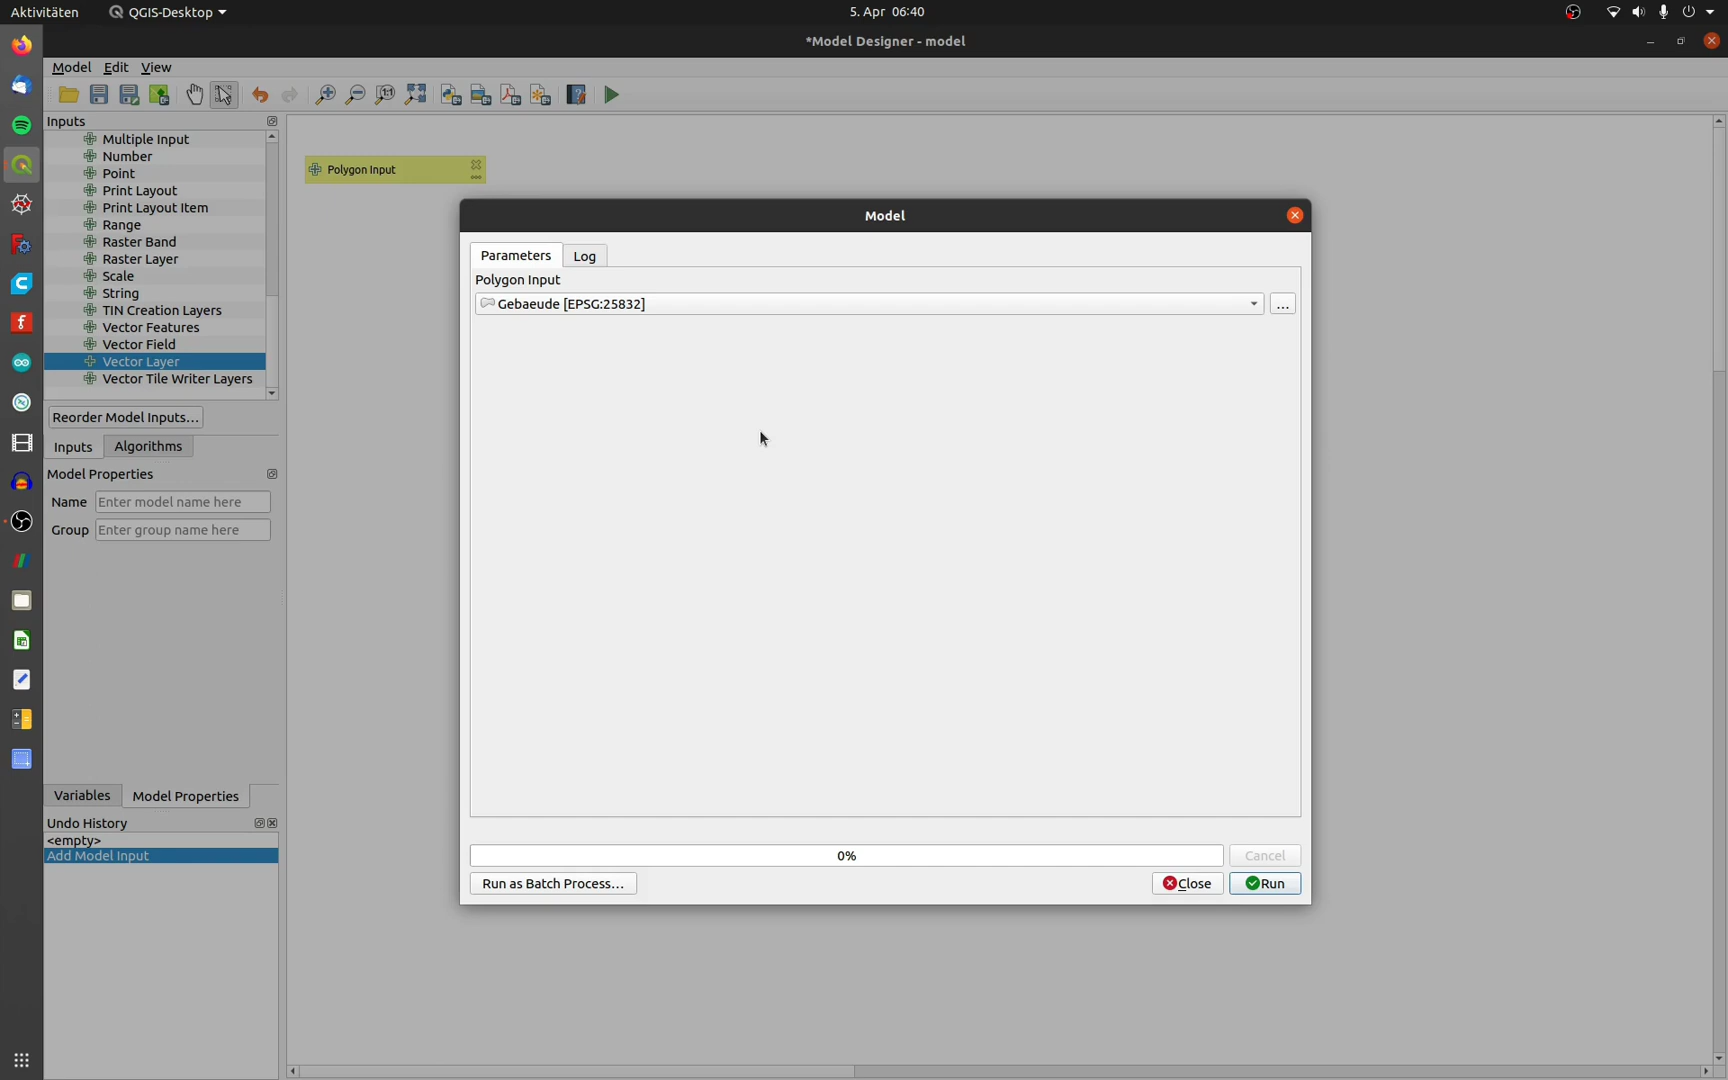 Aktivitäten QGIS-Desktop 5. Apr 06:40
*Model Designer - model
Model Edit View
Inputs
Multiple Input
Number
Point
Print Layout
Print Layout Item
Range
Raster Band
Raster Layer
Scale
String
TIN Creation Layers
Vector Features
Vector Field
Vector Layer
Vector Tile Writer Layers
Reorder Model Inputs...
Inputs Algorithms
Model Properties
Name Enter model name here
Group Enter group name here
Variables Model Properties
Undo History
<empty>
Add Model Input
Polygon Input
Model
Parameters Log
Polygon Input
Gebaeude [EPSG:25832] ...
0% Cancel
Run as Batch Process... Close Run